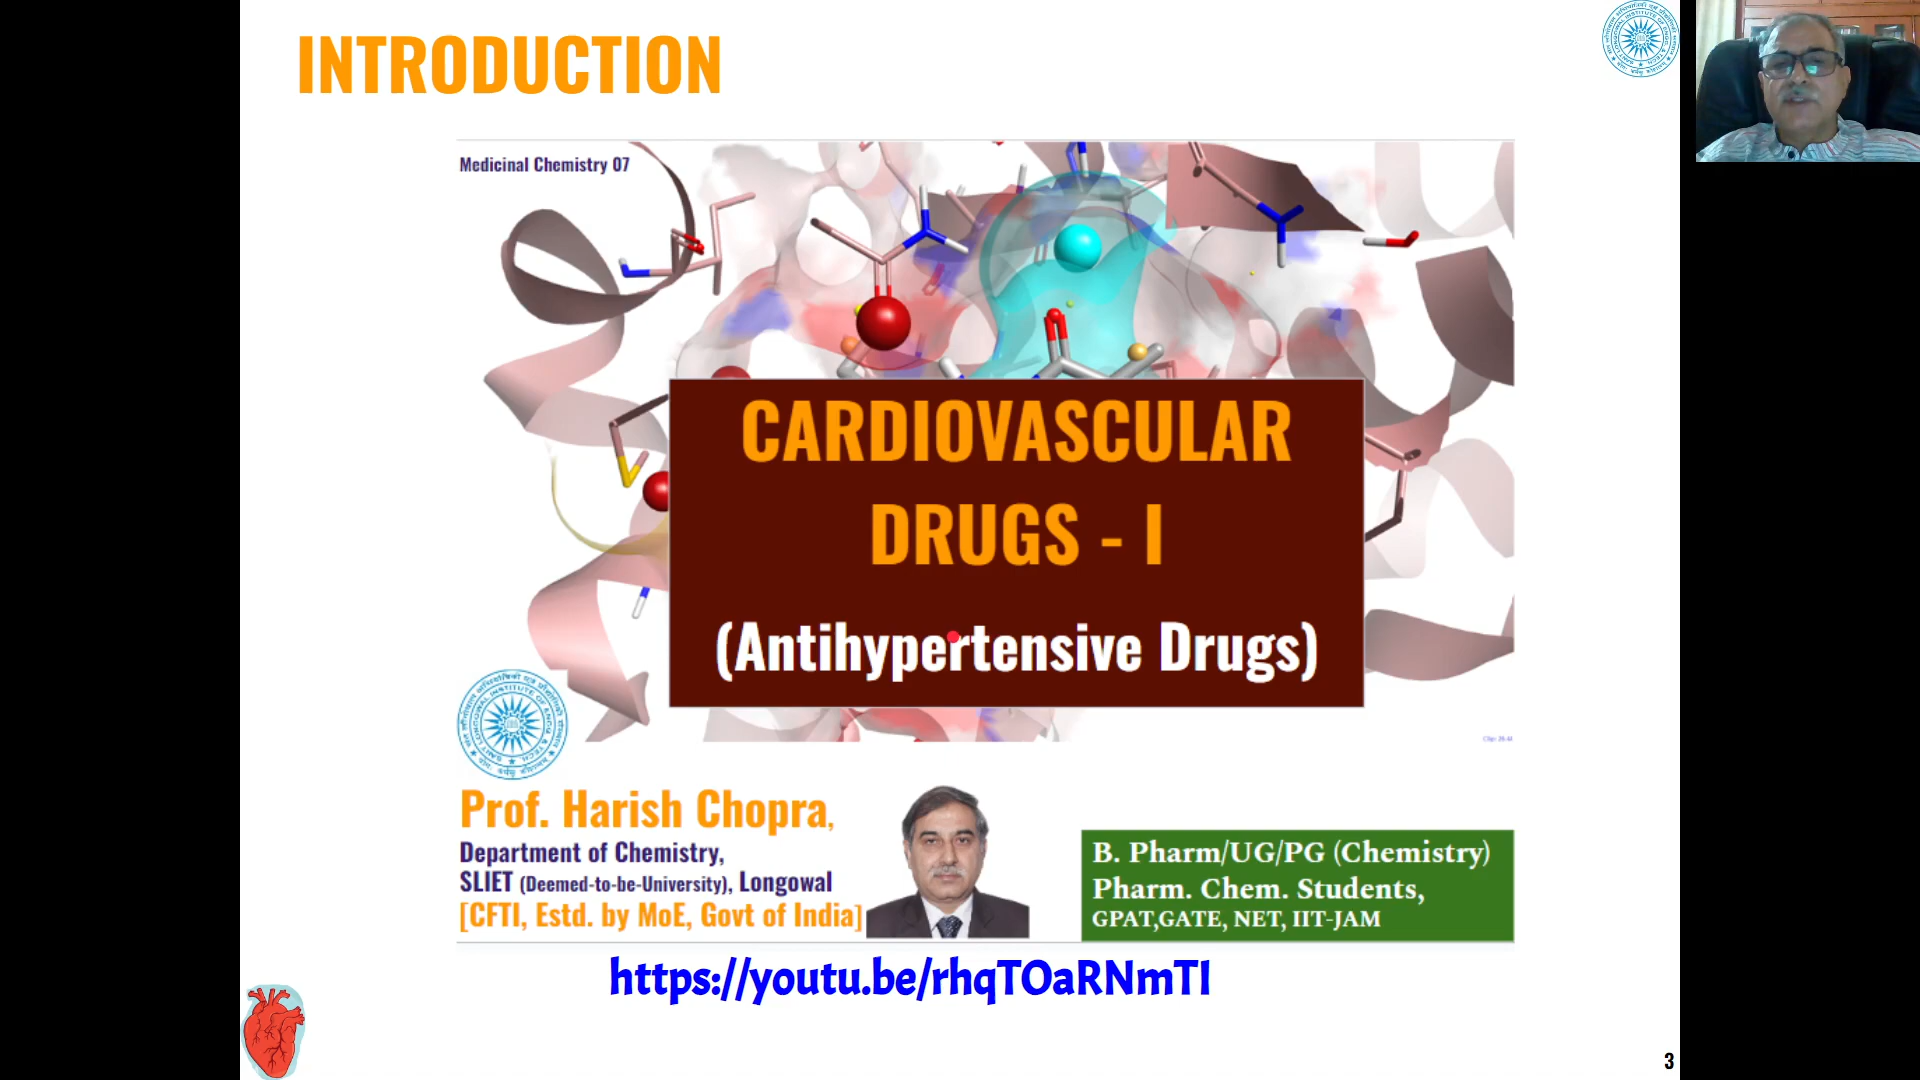 INTRODUCTION
Medicinal Chemistry 07
CARDIOVASCULAR
DRUGS - I
(Antihypertensive Drugs)
Prof. Harish Chopra,
Department of Chemistry,
SLIET (Deemed-to-be-University), Longowal
[CFTI, Estd. by MoE, Govt of India]
B. Pharm/UG/PG (Chemistry)
Pharm. Chem. Students,
GPAT,GATE, NET, IIT-JAM
https://youtu.be/rhqTOaRNmTI
3